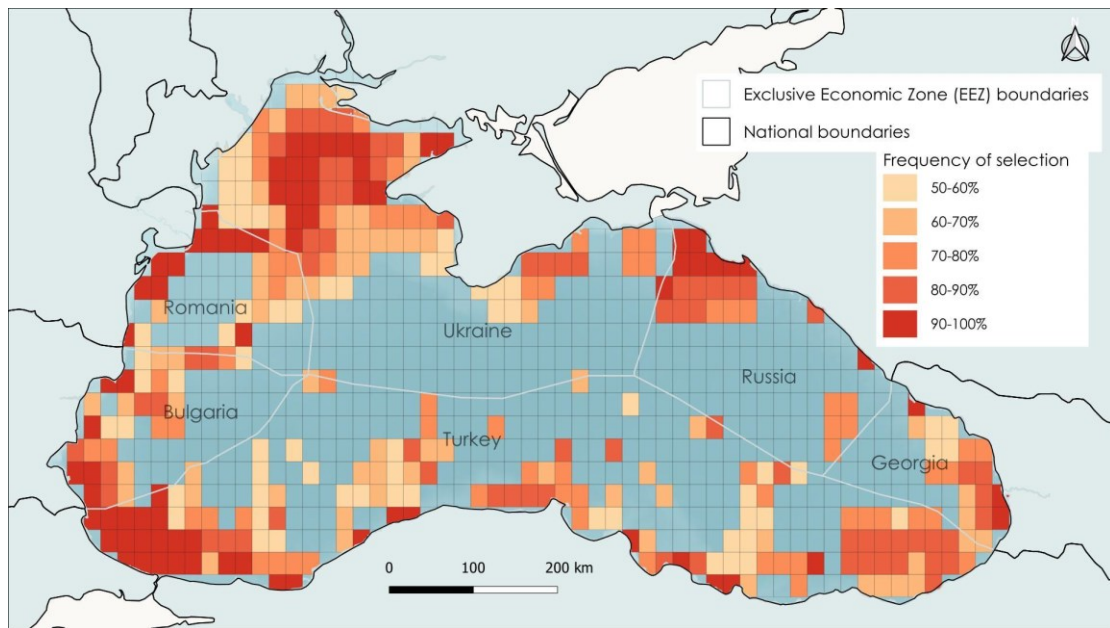 N
Exclusive Economic Zone (EEZ) boundaries
National boundaries
Frequency of selection
50-60%
60-70%
70-80%
80-90%
90-100%
Romania
Ukraine
Russia
Bulgaria
Turkey
Georgia
0 100 200 km